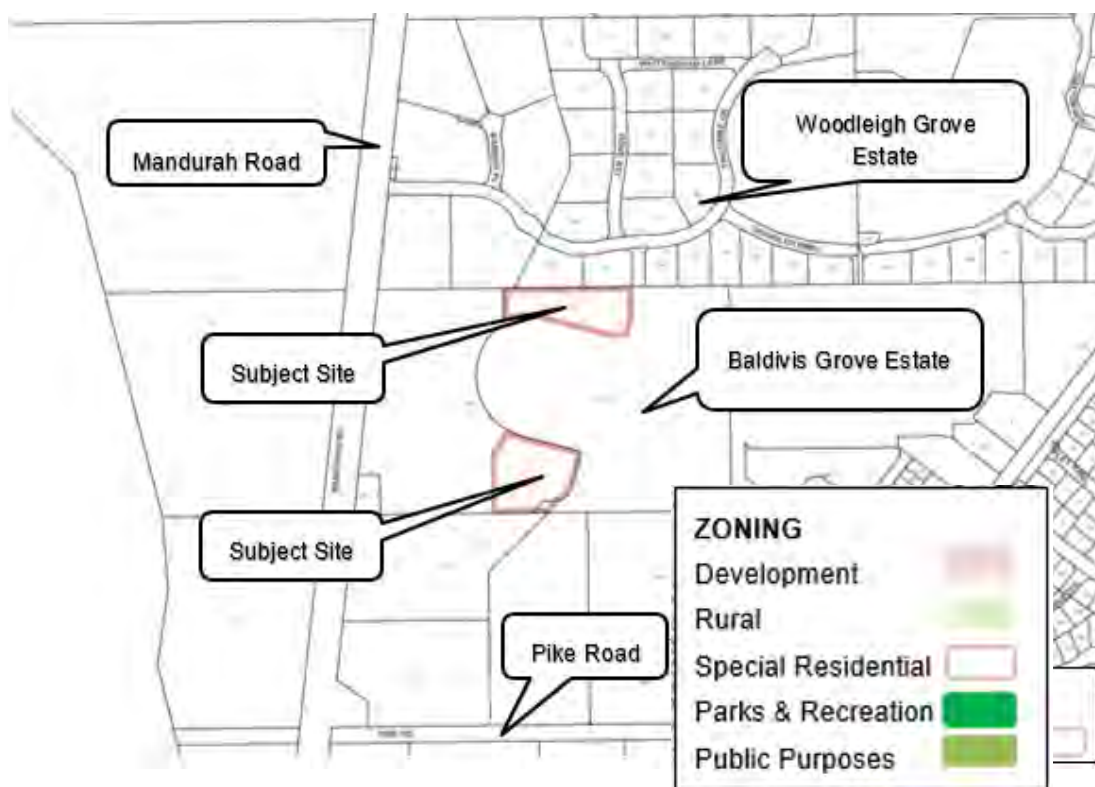 Woodleigh Grove
Estate
Mandurah Road
Subject Site
Baldivis Grove Estate
Subject Site
Pike Road
ZONING
Development
Rural
Special Residential
Parks & Recreation
Public Purposes